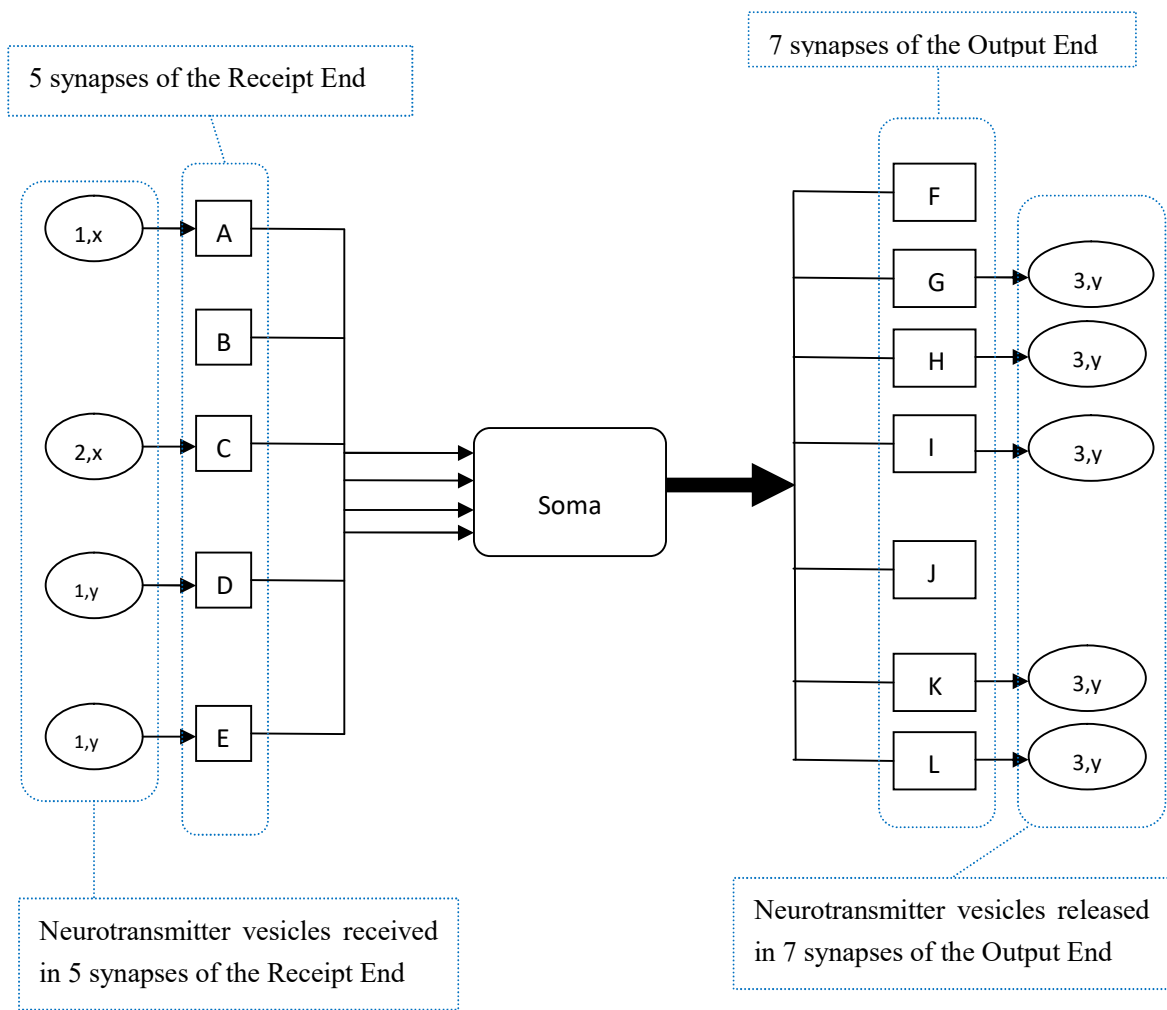 7 synapses of the Output End
5 synapses of the Receipt End
1,x
A
B
2,x
C
1,y
D
1,y
E
Soma
F
G
3,y
H
3,y
I
3,y
J
K
3,y
L
3,y
Neurotransmitter vesicles received
in 5 synapses of the Receipt End
Neurotransmitter vesicles released
in 7 synapses of the Output End